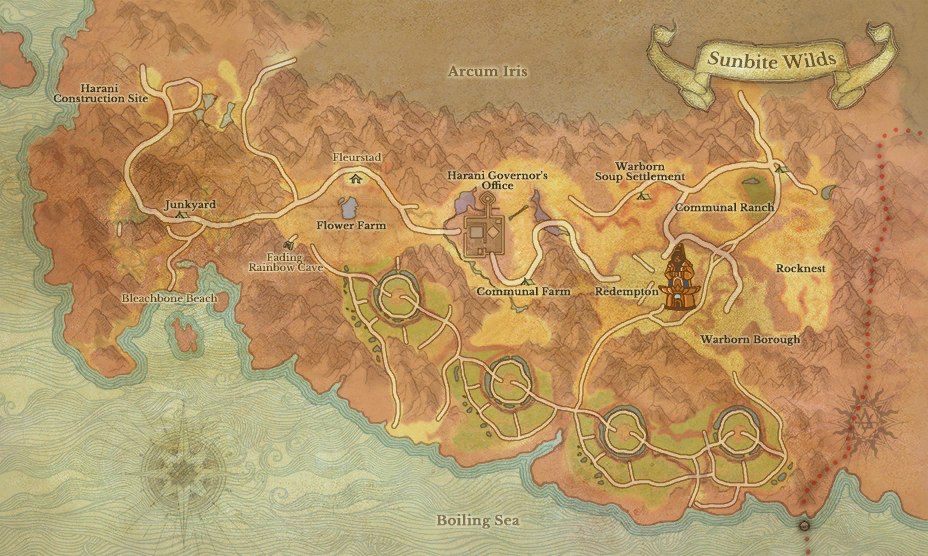 Sunbite Wilds
Arcum Iris
Harani
Construction Site
Fleurstad
Harani Governor's
Office
Warborn
Soup Settlement
Junkyard
Communal Ranch
Flower Farm
Fading
Rainbow Cave
Rocknest
Bleachbone Beach
Communal Farm
Redemption
Warborn Borough
Boiling Sea